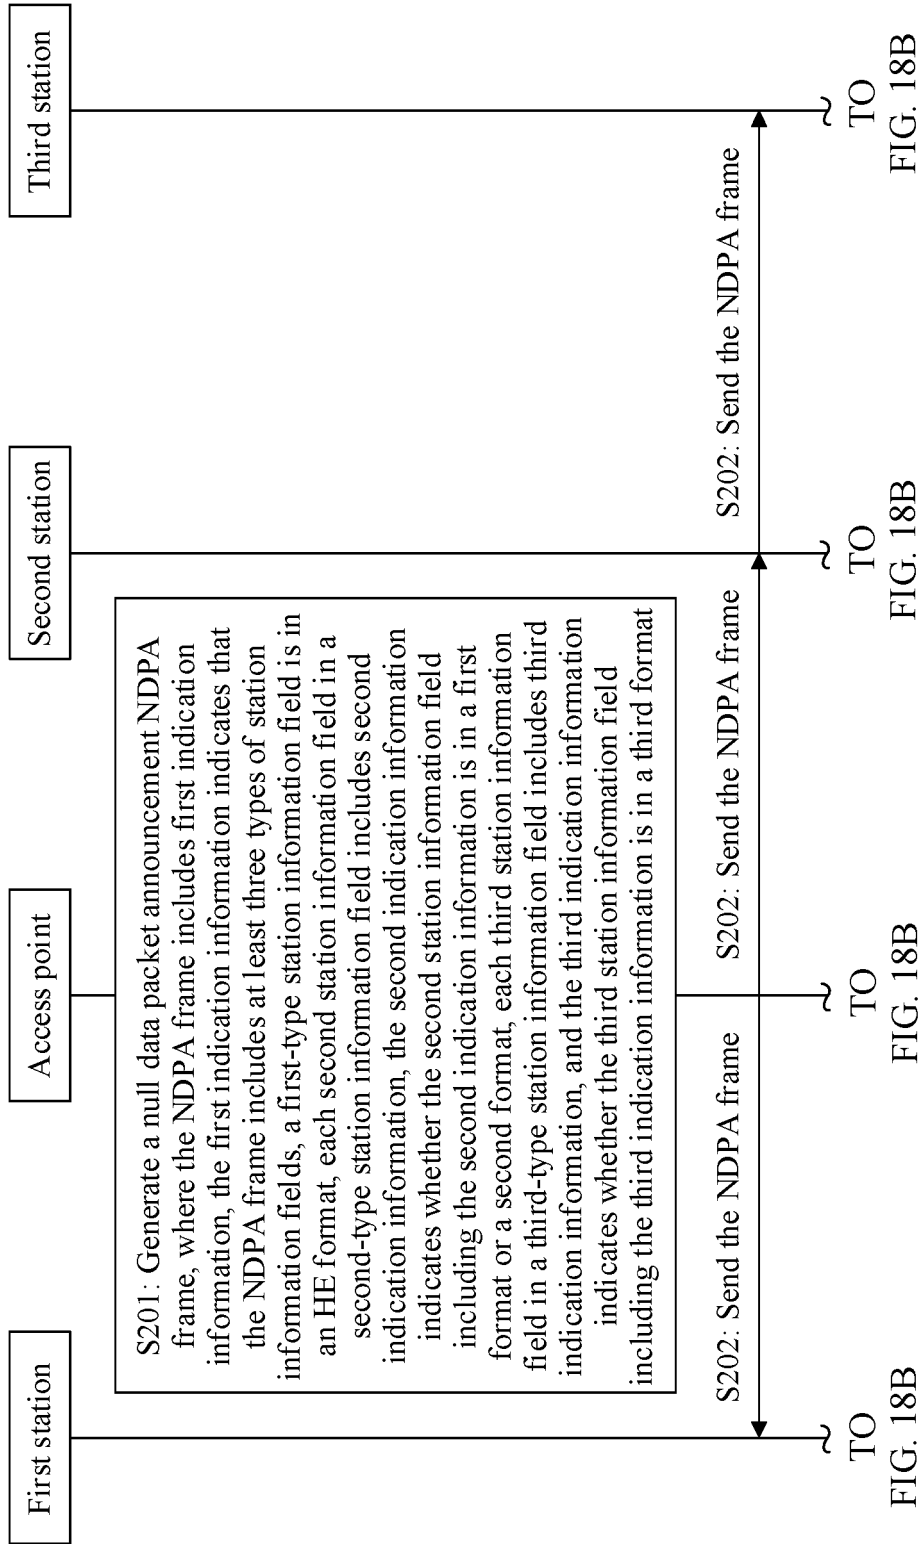 First station
Access point
Second station
Third station
S201: Generate a null data packet announcement NDPA
frame, where the NDPA frame includes first indication
information, the first indication information indicates that
the NDPA frame includes at least three types of station
information fields, a first-type station information field is in
an HE format, each second station information field in a
second-type station information field includes second
indication information, the second indication information
indicates whether the second station information field
including the second indication information is in a first
format or a second format, each third station information
field in a third-type station information field includes third
indication information, and the third indication information
indicates whether the third station information field
including the third indication information is in a third format
S202: Send the NDPA frame
S202: Send the NDPA frame
S202: Send the NDPA frame
TO
FIG. 18B
TO
FIG. 18B
TO
FIG. 18B
TO
FIG. 18B